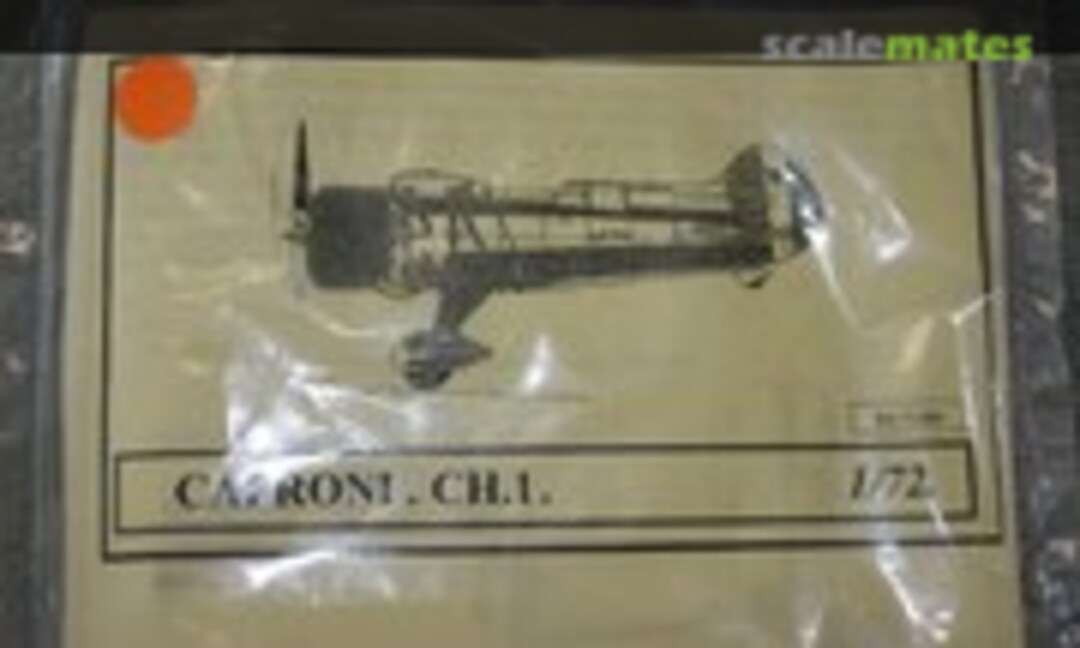 scalemates
CAPRONI . CH.1.
1/72